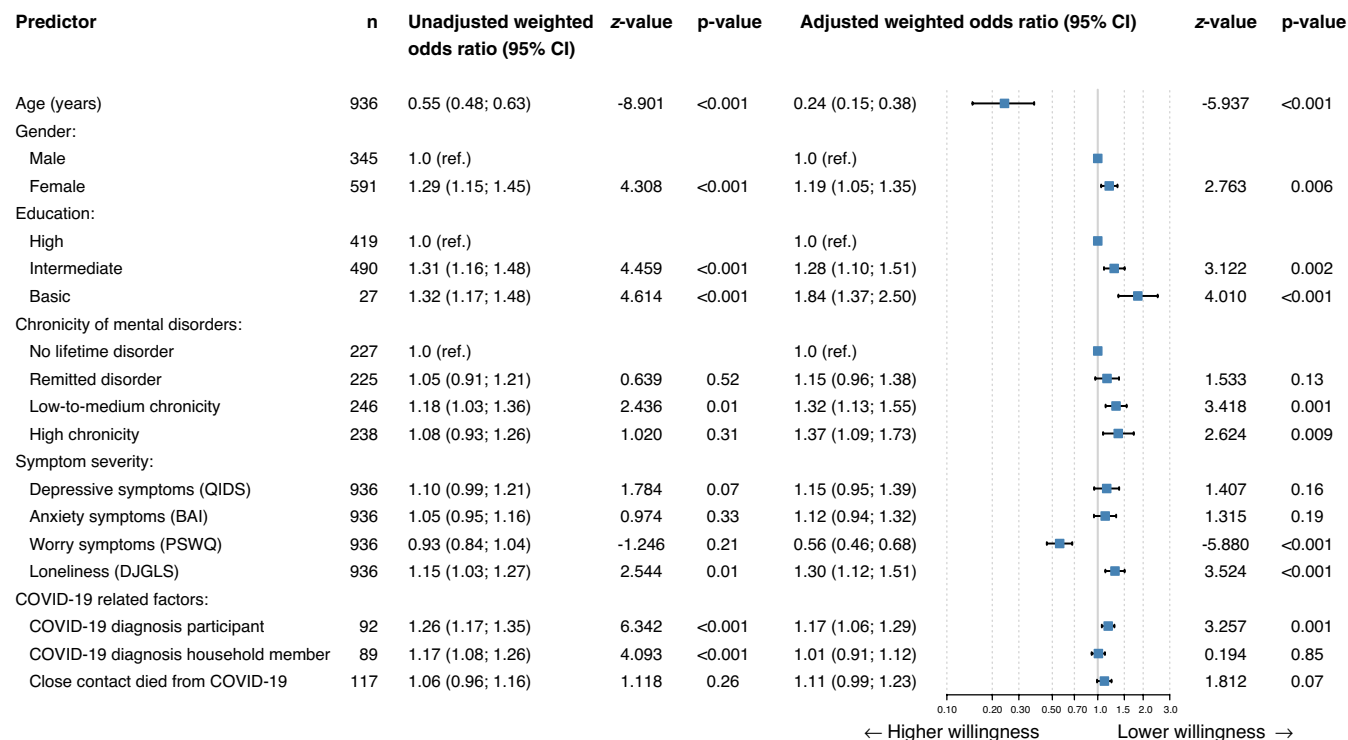 Predictor n Unadjusted weighted odds ratio (95% CI) z-value p-value Adjusted weighted odds ratio (95% CI) z-value p-value
Age (years) 936 0.55 (0.48; 0.63) -8.901 <0.001 0.24 (0.15; 0.38) -5.937 <0.001
Gender:
Male 345 1.0 (ref.) 1.0 (ref.)
Female 591 1.29 (1.15; 1.45) 4.308 <0.001 1.19 (1.05; 1.35) 2.763 0.006
Education:
High 419 1.0 (ref.) 1.0 (ref.)
Intermediate 490 1.31 (1.16; 1.48) 4.459 <0.001 1.28 (1.10; 1.51) 3.122 0.002
Basic 27 1.32 (1.17; 1.48) 4.614 <0.001 1.84 (1.37; 2.50) 4.010 <0.001
Chronicity of mental disorders:
No lifetime disorder 227 1.0 (ref.) 1.0 (ref.)
Remitted disorder 225 1.05 (0.91; 1.21) 0.639 0.52 1.15 (0.96; 1.38) 1.533 0.13
Low-to-medium chronicity 246 1.18 (1.03; 1.36) 2.436 0.01 1.32 (1.13; 1.55) 3.418 0.001
High chronicity 238 1.08 (0.93; 1.26) 1.020 0.31 1.37 (1.09; 1.73) 2.624 0.009
Symptom severity:
Depressive symptoms (QIDS) 936 1.10 (0.99; 1.21) 1.784 0.07 1.15 (0.95; 1.39) 1.407 0.16
Anxiety symptoms (BAI) 936 1.05 (0.95; 1.16) 0.974 0.33 1.12 (0.94; 1.32) 1.315 0.19
Worry symptoms (PSWQ) 936 0.93 (0.84; 1.04) -1.246 0.21 0.56 (0.46; 0.68) -5.880 <0.001
Loneliness (DJGLS) 936 1.15 (1.03; 1.27) 2.544 0.01 1.30 (1.12; 1.51) 3.524 <0.001
COVID-19 related factors:
COVID-19 diagnosis participant 92 1.26 (1.17; 1.35) 6.342 <0.001 1.17 (1.06; 1.29) 3.257 0.001
COVID-19 diagnosis household member 89 1.17 (1.08; 1.26) 4.093 <0.001 1.01 (0.91; 1.12) 0.194 0.85
Close contact died from COVID-19 117 1.06 (0.96; 1.16) 1.118 0.26 1.11 (0.99; 1.23) 1.812 0.07
0.10 0.20 0.30 0.50 0.70 1.0 1.5 2.0 3.0
← Higher willingness Lower willingness →